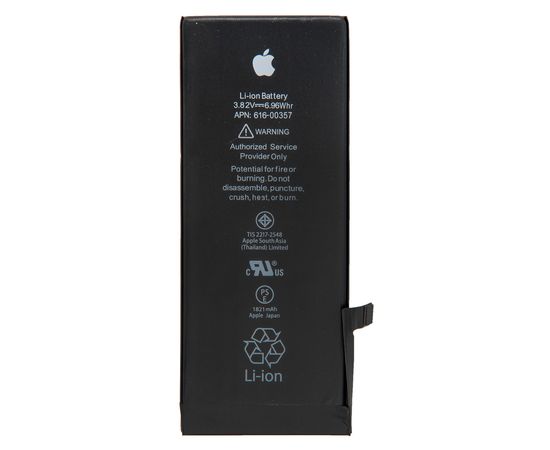 Li-ion Battery
3.82V⎓6.96Whr
APN: 616-00357
WARNING
Authorized Service
Provider Only
Potential for fire or
burning. Do not
disassemble, puncture,
crush, heat, or burn.
TIS 2217-2548
Apple South Asia
(Thailand) Limited
c RU US
PS
E
1821mAh
Apple Japan
Li-ion